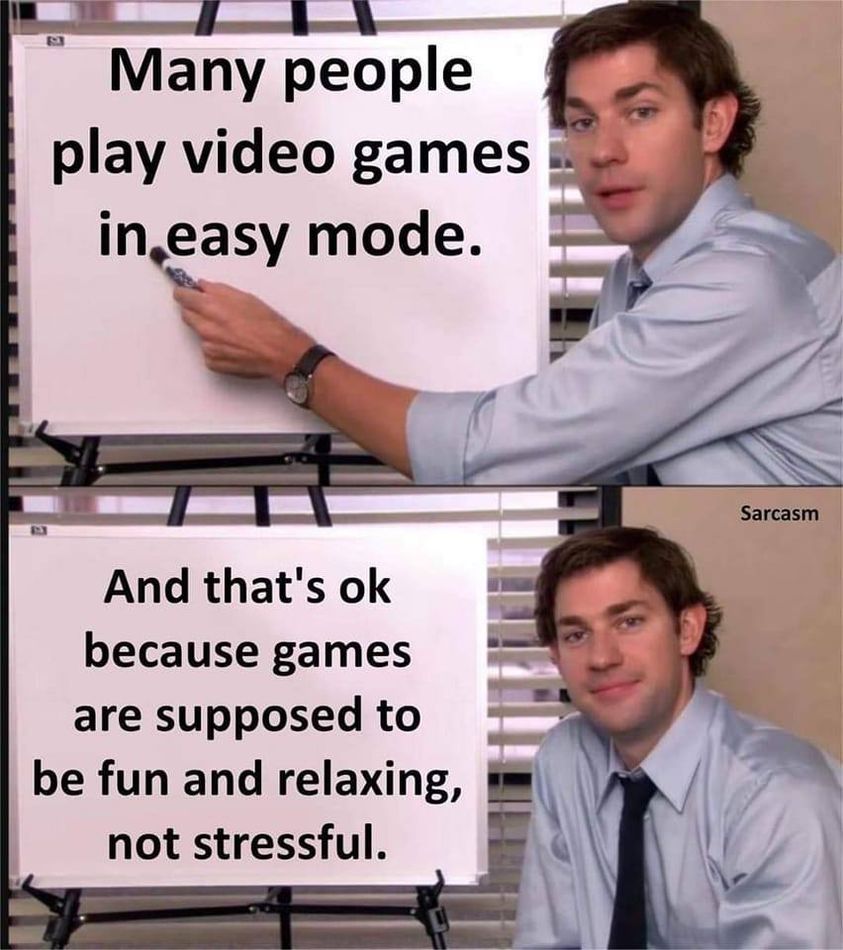 Many people
play video games
in easy mode.
Sarcasm
And that's ok
because games
are supposed to
be fun and relaxing,
not stressful.